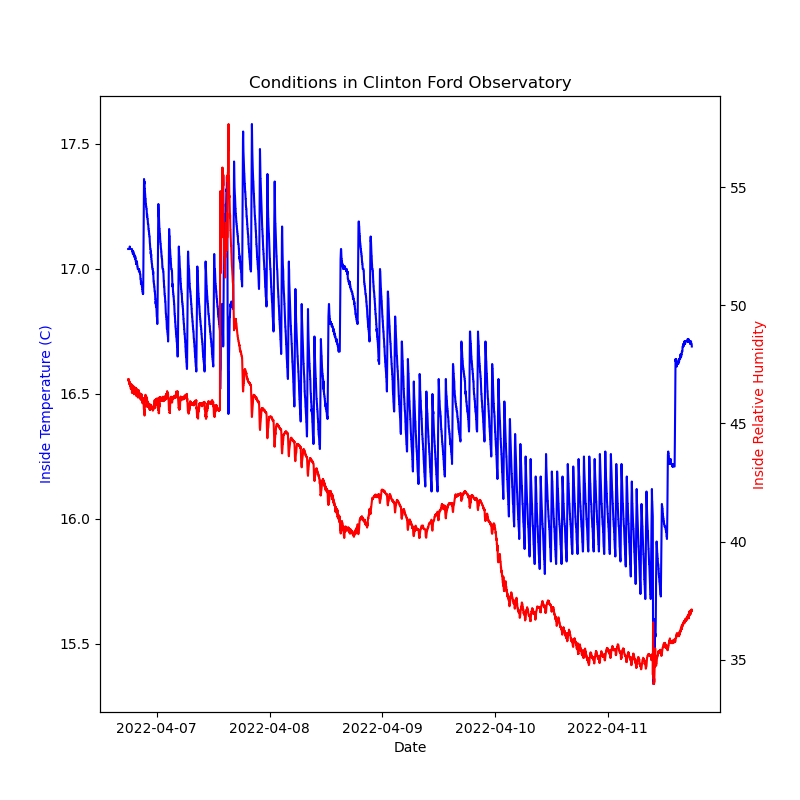 Conditions in Clinton Ford Observatory
17.5
17.0
16.5
16.0
15.5
Inside Temperature (C)
55
50
45
40
35
Inside Relative Humidity
2022-04-07 2022-04-08 2022-04-09 2022-04-10 2022-04-11
Date